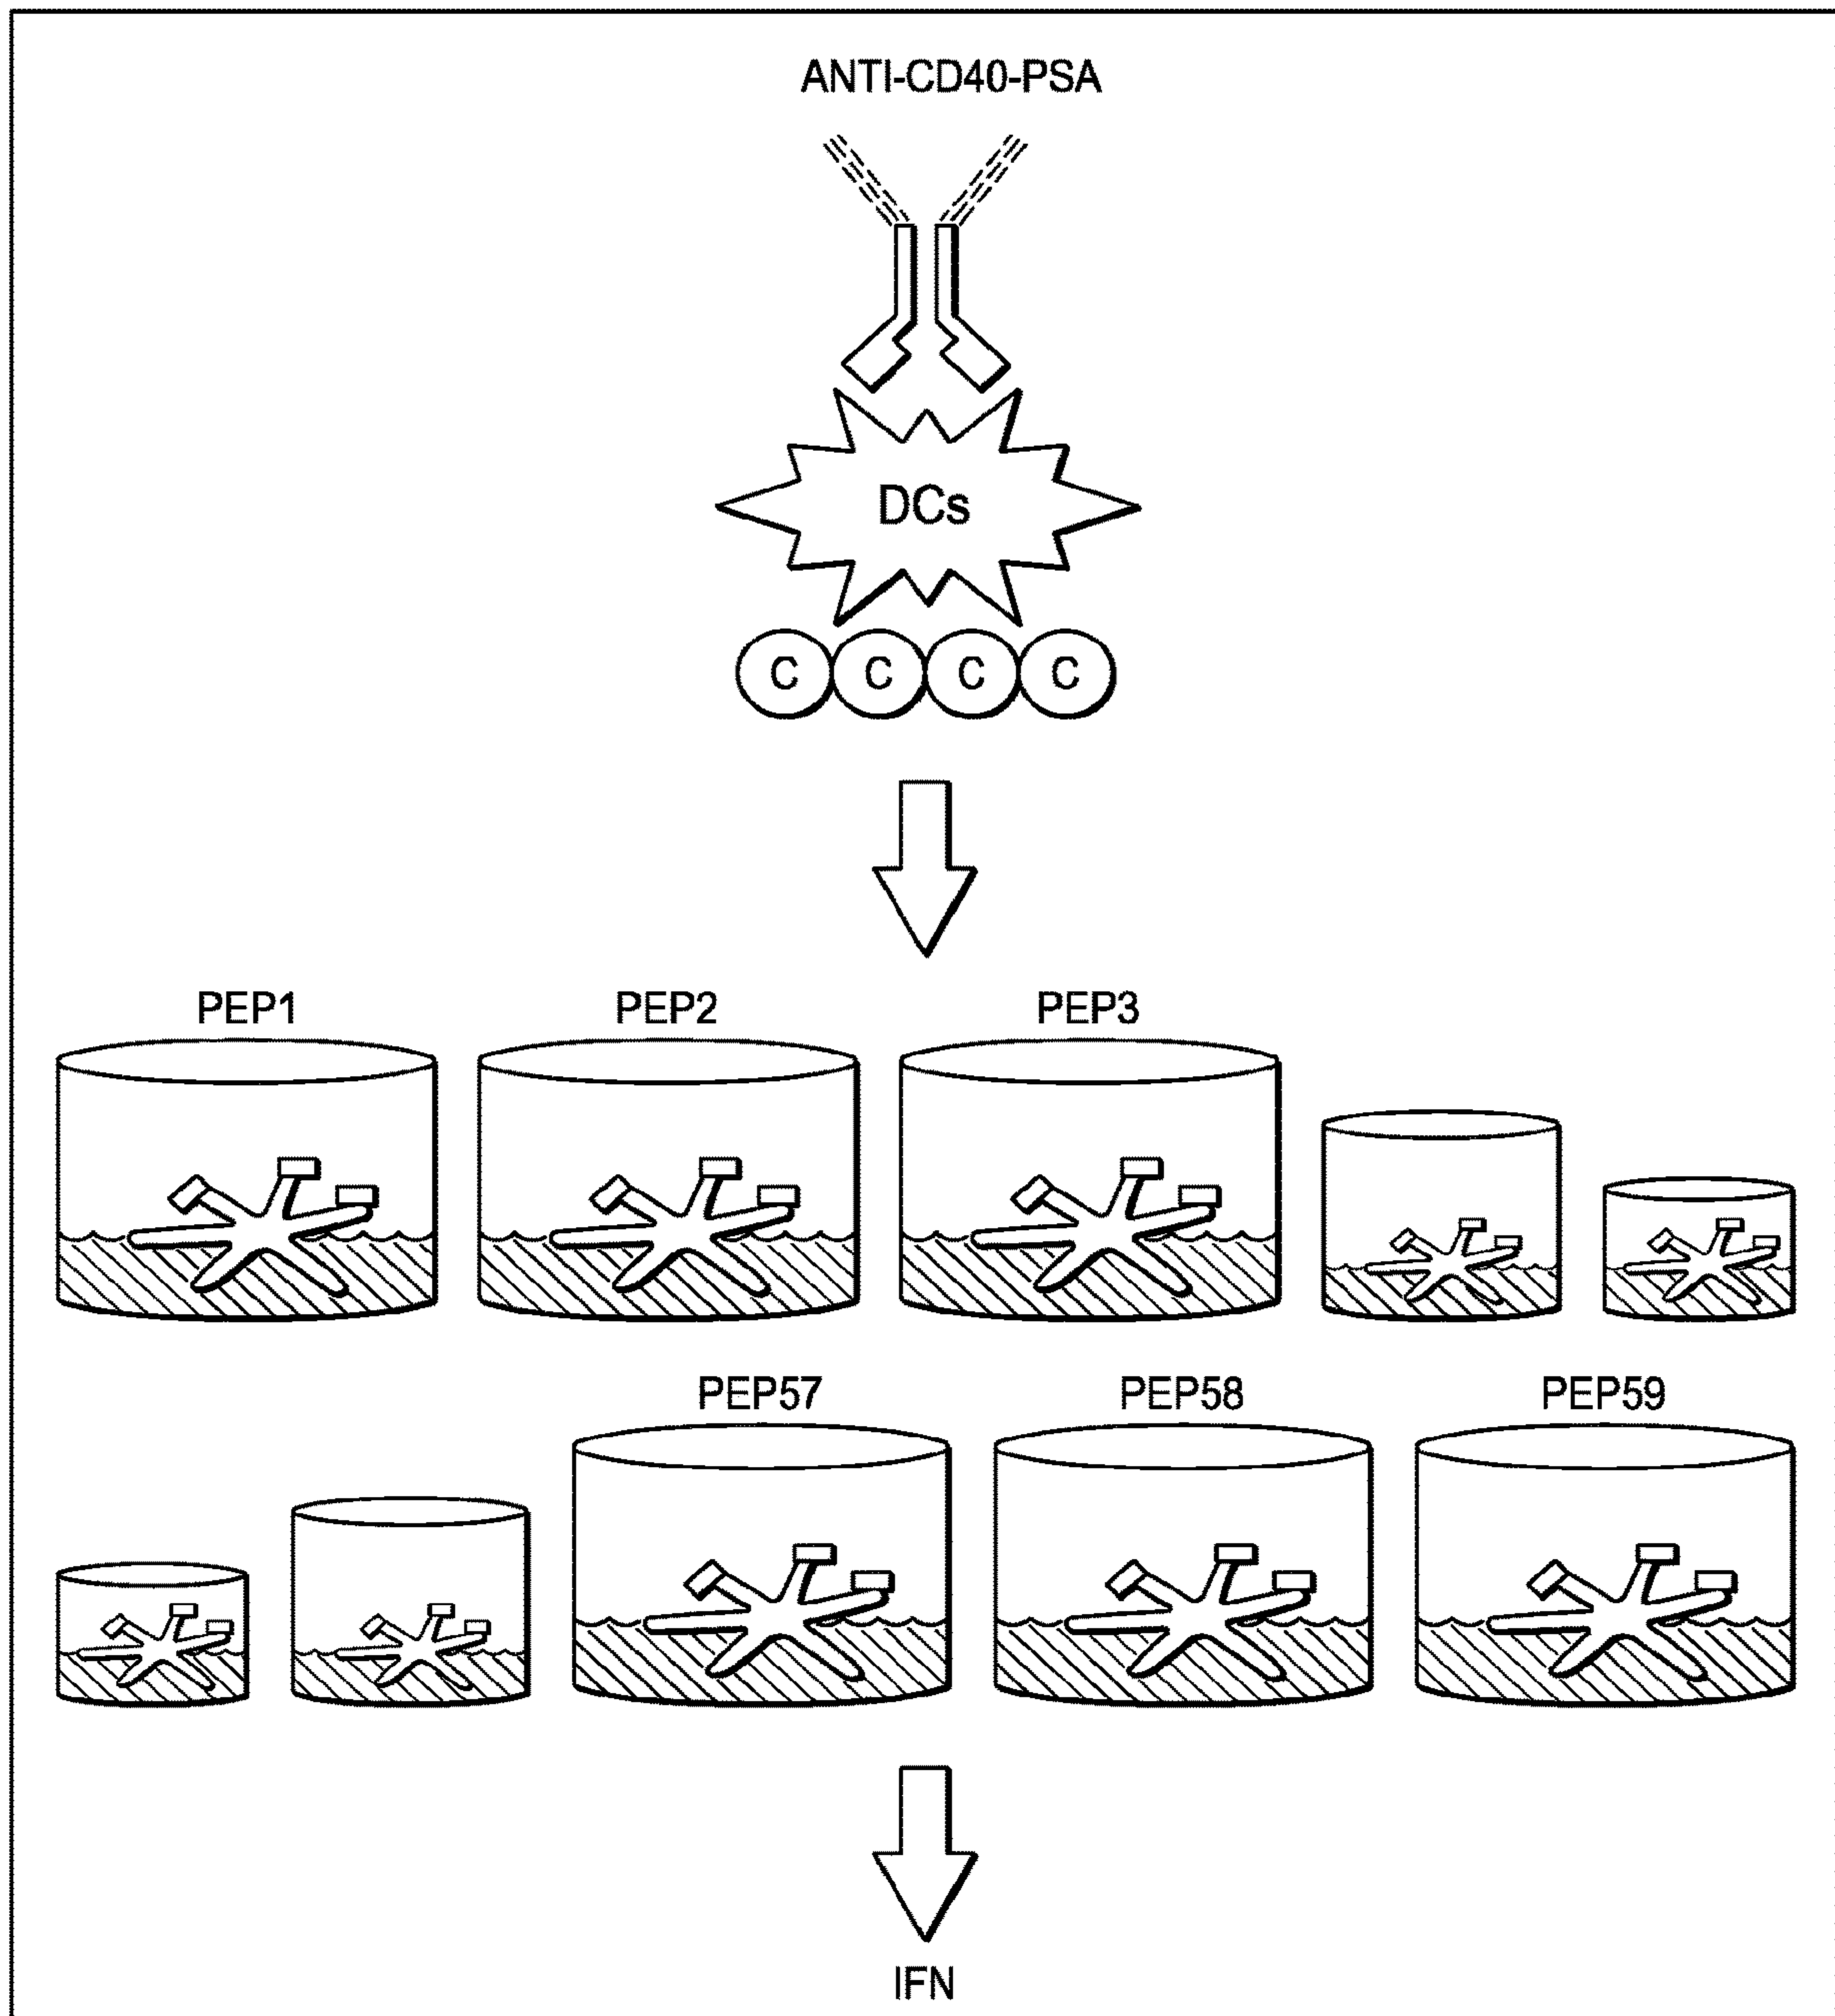 ANTI-CD40-PSA
DCs
C C C C
PEP1 PEP2 PEP3
PEP57 PEP58 PEP59
IFN